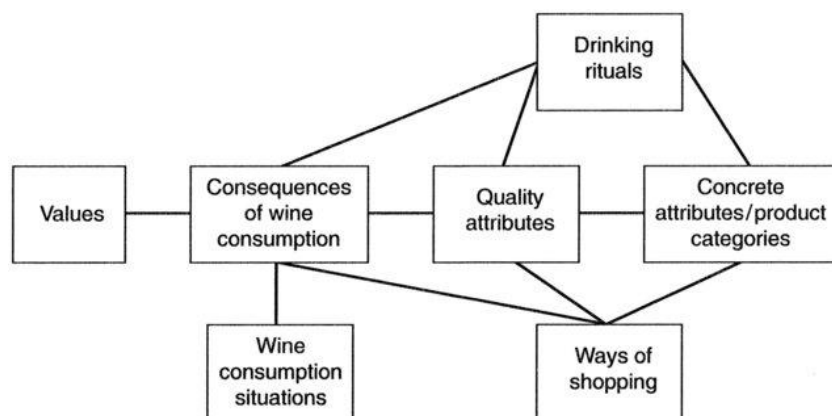 Drinking
rituals
Values
Consequences
of wine
consumption
Quality
attributes
Concrete
attributes/product
categories
Wine
consumption
situations
Ways of
shopping